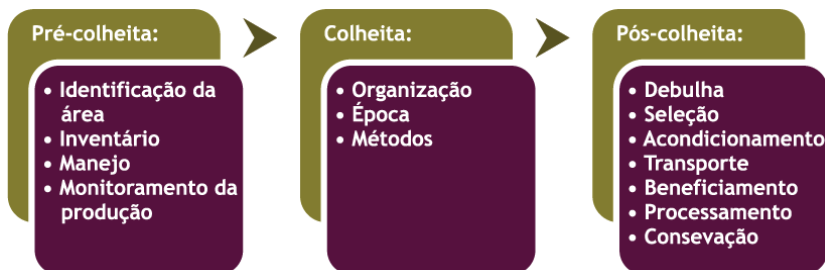 Pré-colheita:
• Identificação da
área
• Inventário
• Manejo
• Monitoramento da
produção
Colheita:
• Organização
• Época
• Métodos
Pós-colheita:
• Debulha
• Seleção
• Acondicionamento
• Transporte
• Beneficiamento
• Processamento
• Consevação